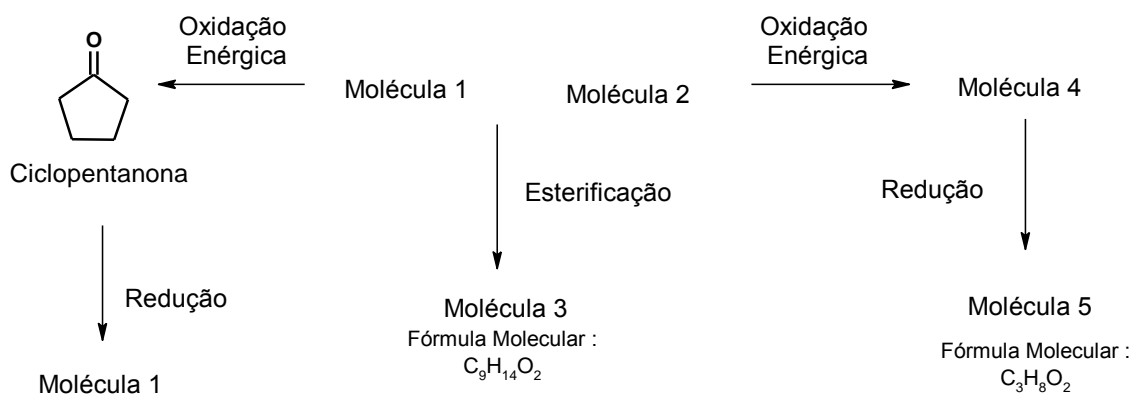 O
Ciclopentanona
Oxidação
Enérgica
Molécula 1
Molécula 2
Oxidação
Enérgica
Molécula 4
Redução
Molécula 1
Esterificação
Molécula 3
Fórmula Molecular :
C₉H₁₄O₂
Redução
Molécula 5
Fórmula Molecular :
C₃H₈O₂